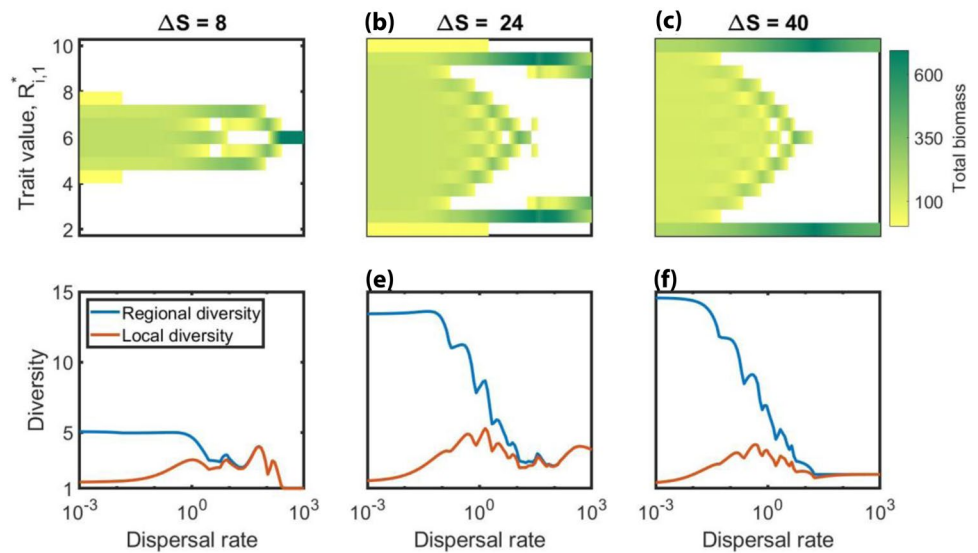 ΔS = 8
(b) ΔS = 24
(c) ΔS = 40
Trait value, R*i,1
10
8
6
4
2
600
350
100
Total biomass
(e)
(f)
Diversity
15
10
5
1
Regional diversity
Local diversity
10-3 100 103
10-3 100 103
10-3 100 103
Dispersal rate
Dispersal rate
Dispersal rate